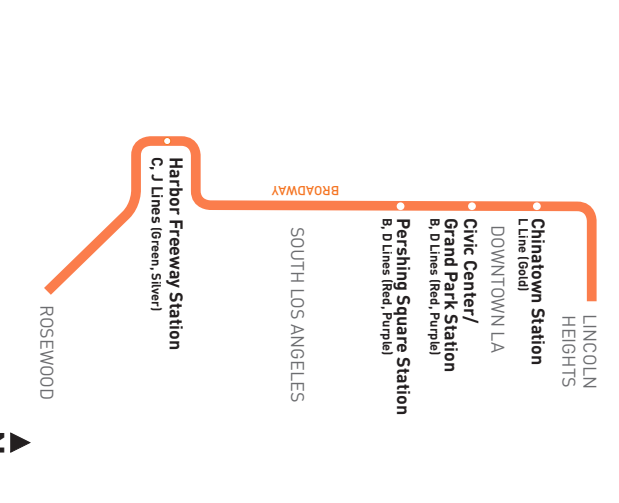 LINCOLN
HEIGHTS
Chinatown Station
L Line (Gold)
DOWNTOWN LA
Civic Center/
Grand Park Station
B, D Lines (Red, Purple)
Pershing Square Station
B, D Lines (Red, Purple)
BROADWAY
SOUTH LOS ANGELES
Harbor Freeway Station
C, J Lines (Green, Silver)
ROSEWOOD
N